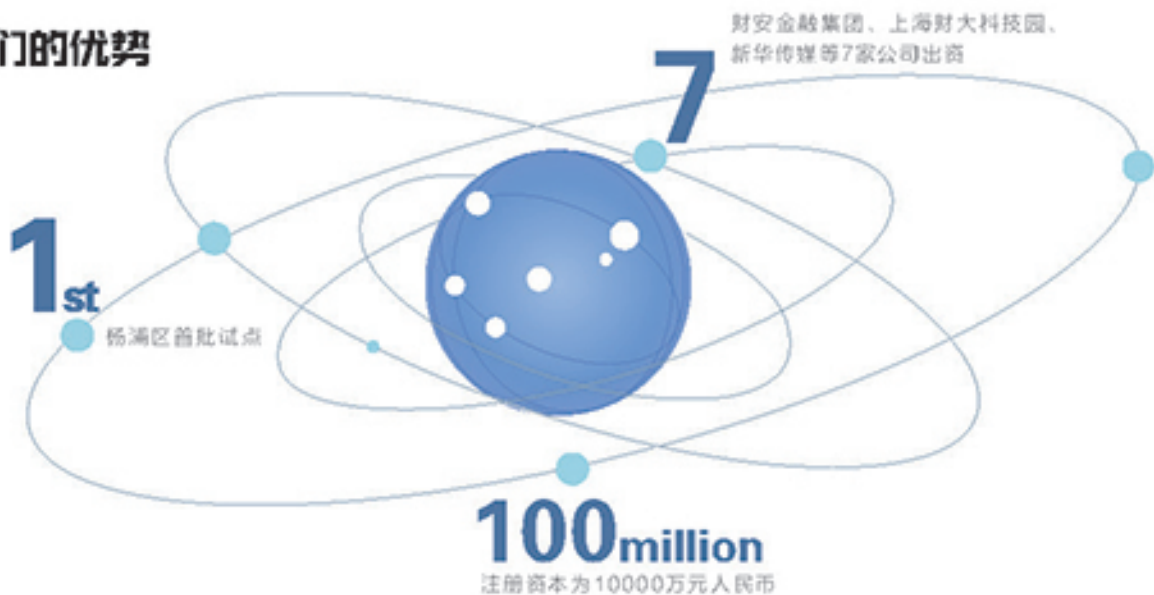 们的优势
7
财安金融集团、上海财大科技园、
新华传媒等7家公司出资
1st
杨浦区首批试点
100million
注册资本为10000万元人民币